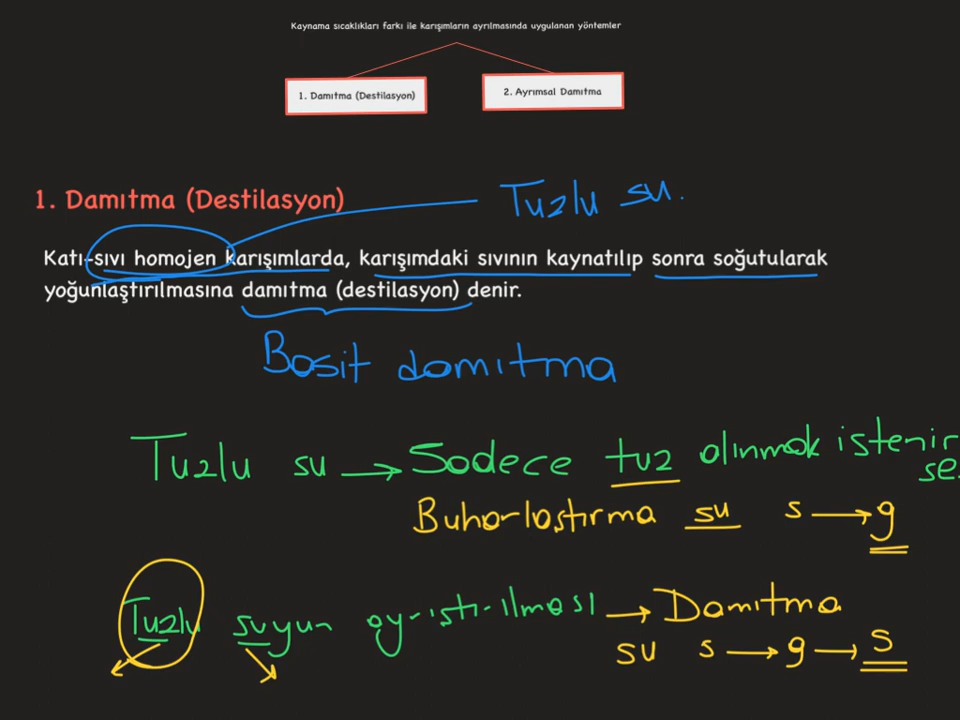 Kaynama sıcaklıkları farkı ile karışımların ayrılmasında uygulanan yöntemler
1. Damıtma (Destilasyon)
2. Ayrımsal Damıtma
1. Damıtma (Destilasyon)
Tuzlu su.
Katı-sıvı homojen karışımlarda, karışımdaki sıvının kaynatılıp sonra soğutularak
yoğunlaştırılmasına damıtma (destilasyon) denir.
Basit damıtma
Tuzlu su → Sadece tuz alınmak istenir
se
Buharlaştırma su s → g
Tuzlu suyun ayrıştırılması → Damıtma
su s → g → s